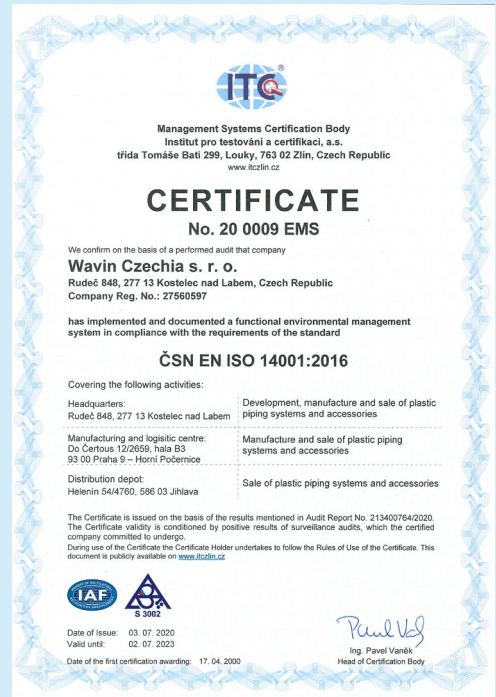 ITC®
Management Systems Certification Body
Institut pro testování a certifikaci, a.s.
třída Tomáše Bati 299, Louky, 763 02 Zlín, Czech Republic
www.itczlin.cz
CERTIFICATE
No. 20 0009 EMS
We confirm on the basis of a performed audit that company
Wavin Czechia s. r. o.
Rudeč 848, 277 13 Kostelec nad Labem, Czech Republic
Company Reg. No.: 27560597
has implemented and documented a functional environmental management
system in compliance with the requirements of the standard
ČSN EN ISO 14001:2016
Covering the following activities:
Headquarters:
Rudeč 848, 277 13 Kostelec nad Labem
Development, manufacture and sale of plastic
piping systems and accessories
Manufacturing and logisitic centre:
Do Čertous 12/2659, hala B3
93 00 Praha 9 – Horní Počernice
Manufacture and sale of plastic piping
systems and accessories
Distribution depot:
Helenín 54/4760, 586 03 Jihlava
Sale of plastic piping systems and accessories
The Certificate is issued on the basis of the results mentioned in Audit Report No. 213400764/2020.
The Certificate validity is conditioned by positive results of surveillance audits, which the certified
company committed to undergo.
During use of the Certificate the Certificate Holder undertakes to follow the Rules of Use of the Certificate. This
document is publicly available on www.itczlin.cz
IAF
S 3002
Date of Issue: 03. 07. 2020
Valid until: 02. 07. 2023
Date of the first certification awarding: 17. 04. 2000
Ing. Pavel Vaněk
Head of Certification Body